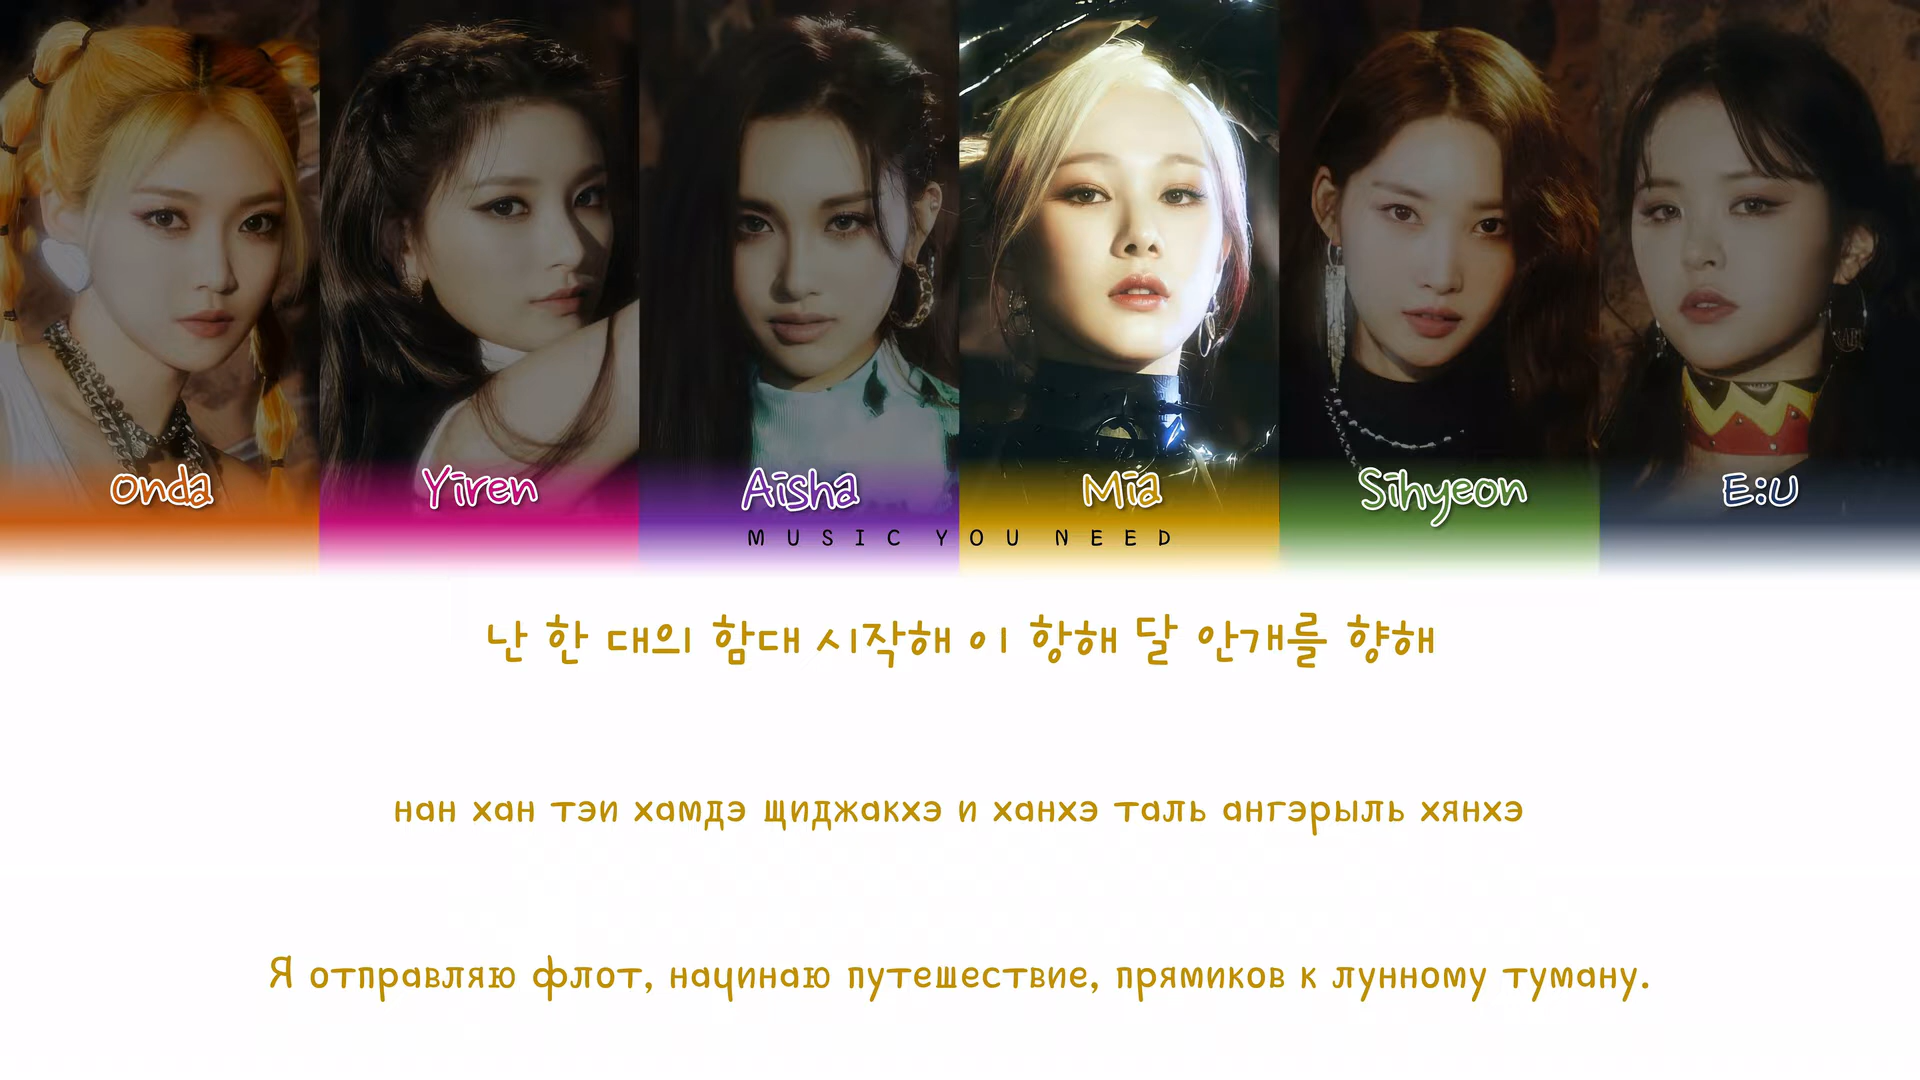 Onda Yiren Aisha Mia Sihyeon E:U
MUSIC YOU NEED
난 한 대의 함대 시작해 이 항해 달 안개를 향해
нан хан тэи хамдэ щиджакхэ и ханхэ таль ангэрыль хянхэ
Я отправляю флот, начинаю путешествие, прямиков к лунному туману.